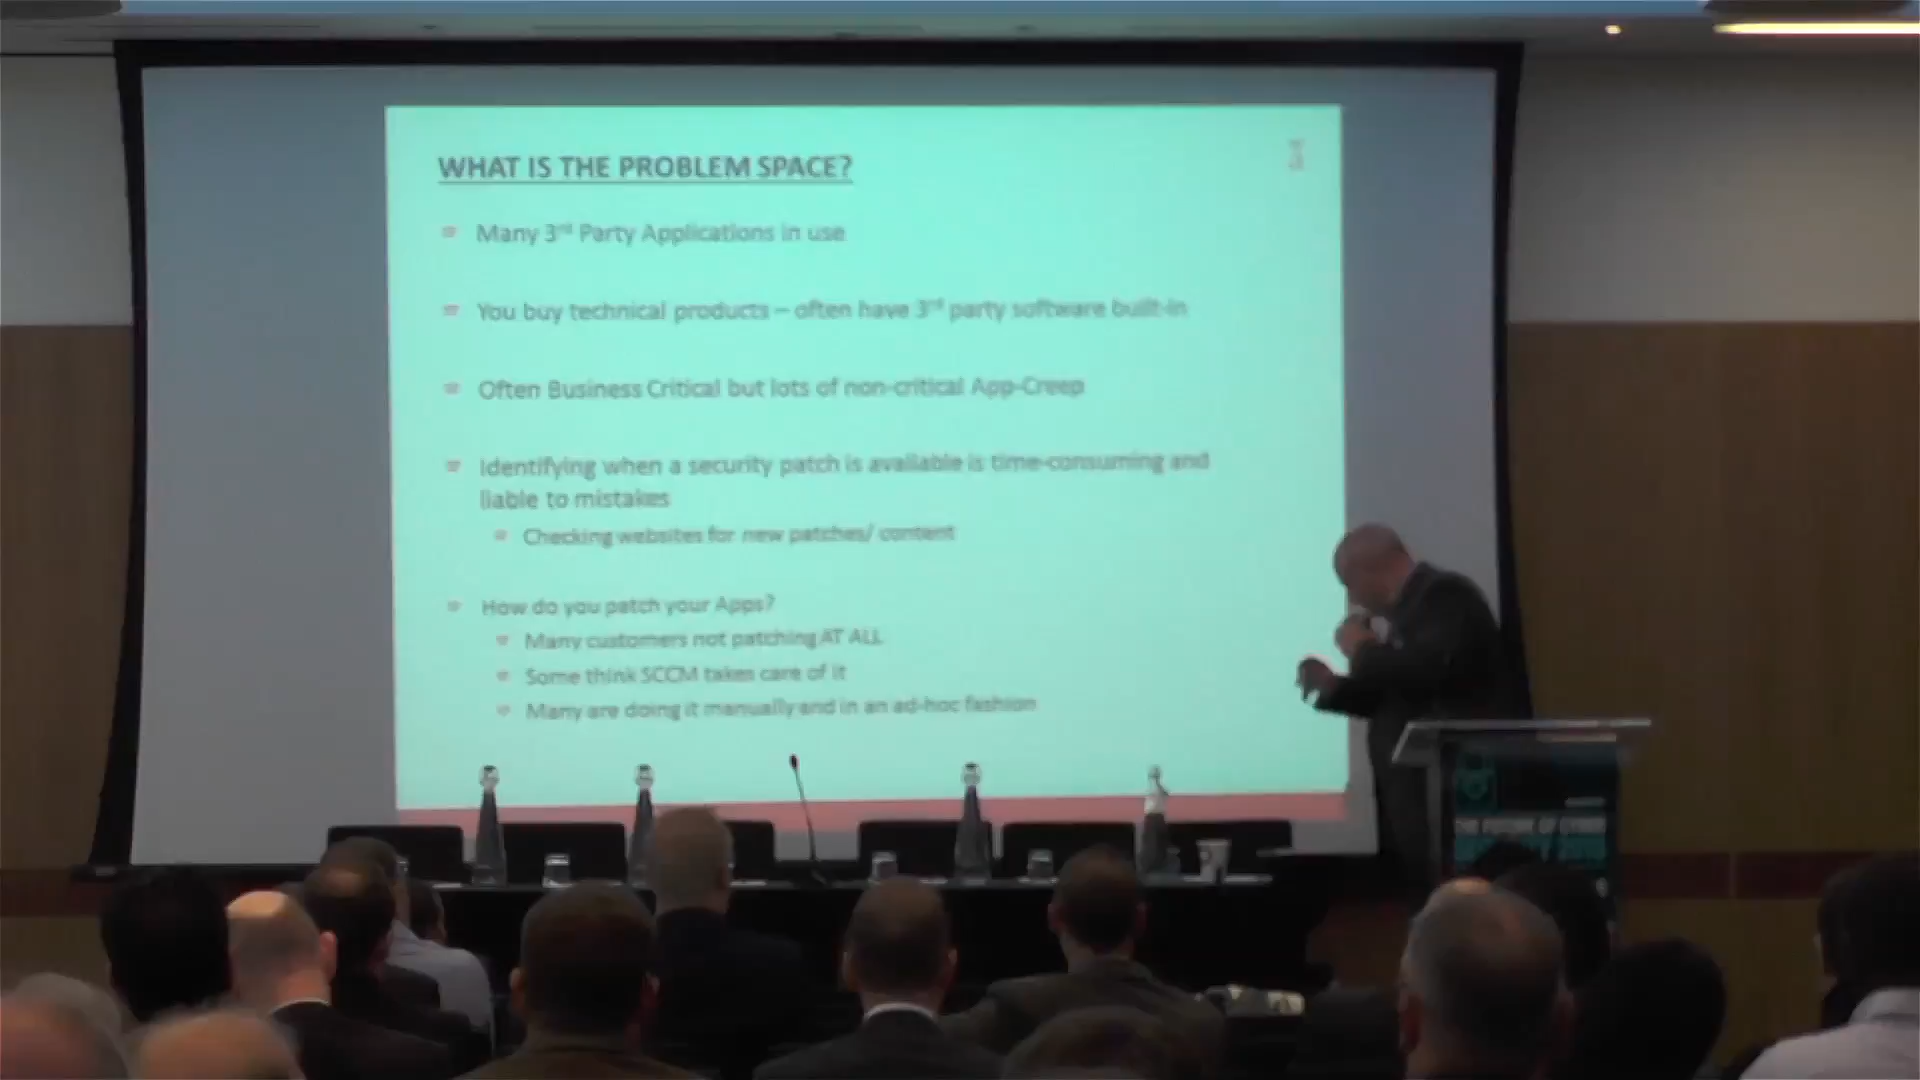 WHAT IS THE PROBLEM SPACE?
Many 3rd Party Applications in use
You buy technical products – often have 3rd party software built-in
Often Business Critical but lots of non-critical App-Creep
Identifying when a security patch is available is time-consuming and
liable to mistakes
Checking websites for new patches/ content
How do you patch your Apps?
Many customers not patching AT ALL
Some think SCCM takes care of it
Many are doing it manually and in an ad-hoc fashion
THE FUTURE OF CYBER